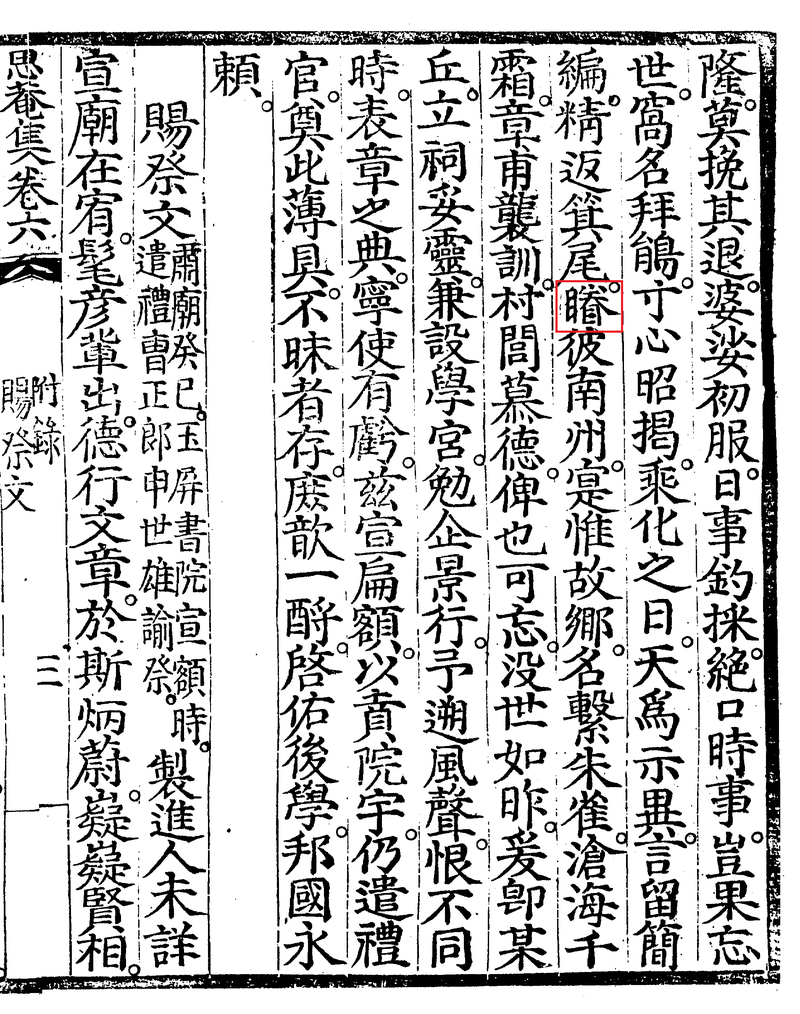 隆。莫挽其退。婆娑初服。日事釣採。絶口時事。豈果忘
世。窩名拜鵑。寸心昭揭。乘化之日。天爲示異。言留簡
編。精返箕尾。睠彼南州。寔惟故鄉。名繫朱雀。滄海千
霜。章甫襲訓。村閭慕德。俾也可忘。没世如昨。爰卽某
丘。立祠妥靈。兼設學宮。勉企景行。予遡風聲。恨不同
時。表章之典。寧使有虧。玆宣扁額。以賁院宇。仍遣禮
官。奠此薄具。不昧者存。庶歆一酹。啓佑後學。邦國永
賴。
賜祭文 肅廟癸巳。玉屏書院宣額時。遣禮曹正郎申世雄諭祭。 製進人未詳
宣廟在宥。髦彦輩出。德行文章。於斯炳蔚。嶷嶷賢相。
思菴集卷六 附錄 賜祭文 三